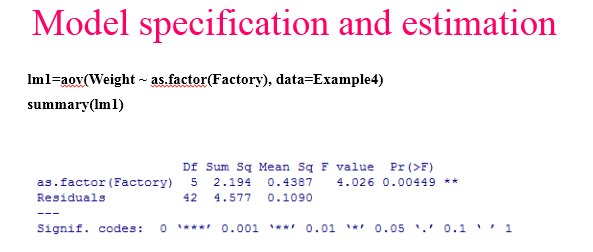 Model specification and estimation
lm1=aov(Weight ~ as.factor(Factory), data=Example4)
summary(lm1)
Df Sum Sq Mean Sq F value Pr(>F)
as.factor(Factory) 5 2.194 0.4387 4.026 0.00449 **
Residuals 42 4.577 0.1090
---
Signif. codes: 0 '***' 0.001 '**' 0.01 '*' 0.05 '.' 0.1 ' ' 1